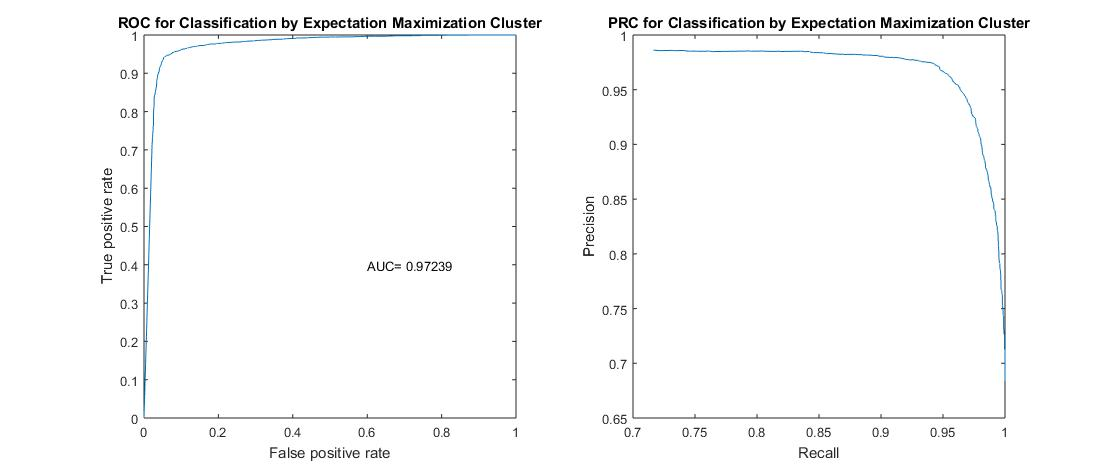 ROC for Classification by Expectation Maximization Cluster
1
0.9
0.8
0.7
0.6
0.5
0.4
0.3
0.2
0.1
0
True positive rate
AUC= 0.97239
0 0.2 0.4 0.6 0.8 1
False positive rate
PRC for Classification by Expectation Maximization Cluster
1
0.95
0.9
0.85
0.8
0.75
0.7
0.65
Precision
0.7 0.75 0.8 0.85 0.9 0.95 1
Recall